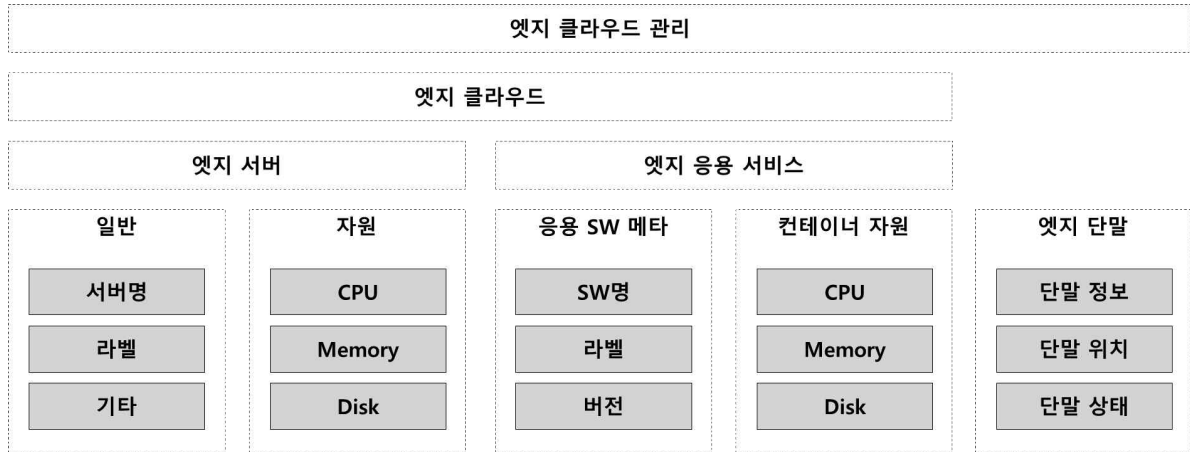 엣지 클라우드 관리
엣지 클라우드
엣지 서버
엣지 응용 서비스
일반
자원
응용 SW 메타
컨테이너 자원
엣지 단말
서버명
CPU
SW명
CPU
단말 정보
라벨
Memory
라벨
Memory
단말 위치
기타
Disk
버전
Disk
단말 상태